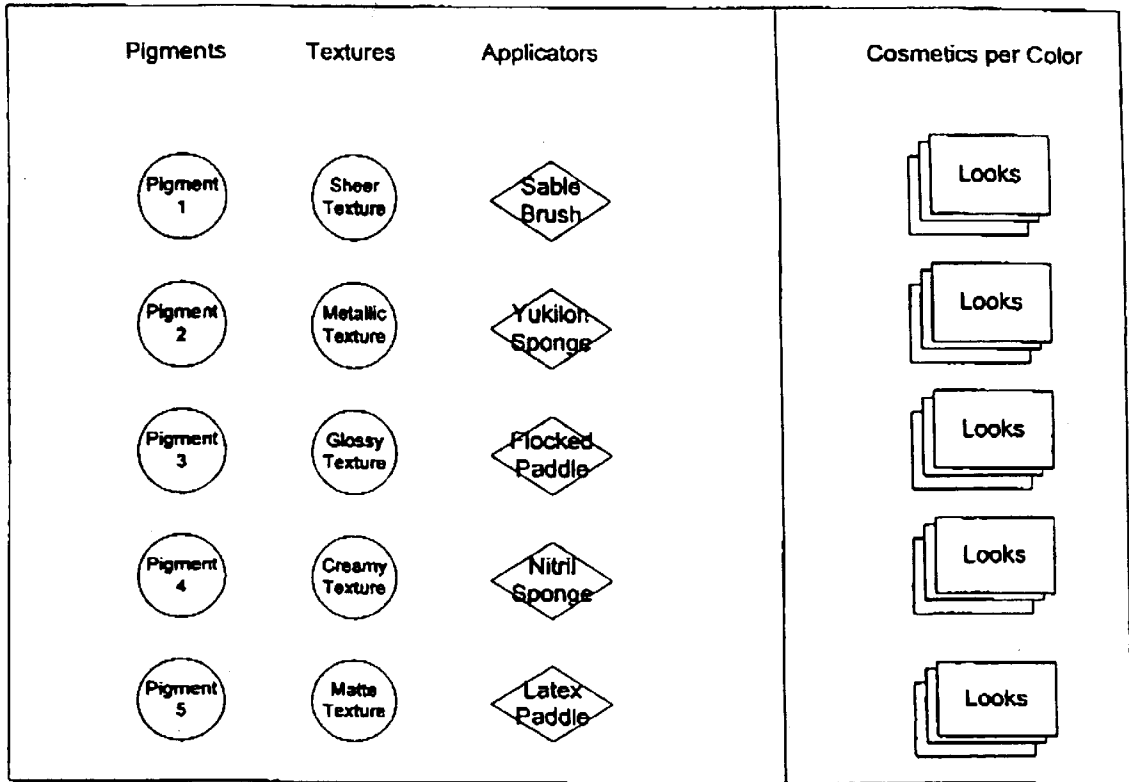 Pigments Textures Applicators Cosmetics per Color
Pigment Sheer Sable Looks
1 Texture Brush
Pigment Metallic Yukilon Looks
2 Texture Sponge
Pigment Glossy Flocked Looks
3 Texture Paddle
Pigment Creamy Nitril Looks
4 Texture Sponge
Pigment Matte Latex Looks
5 Texture Paddle